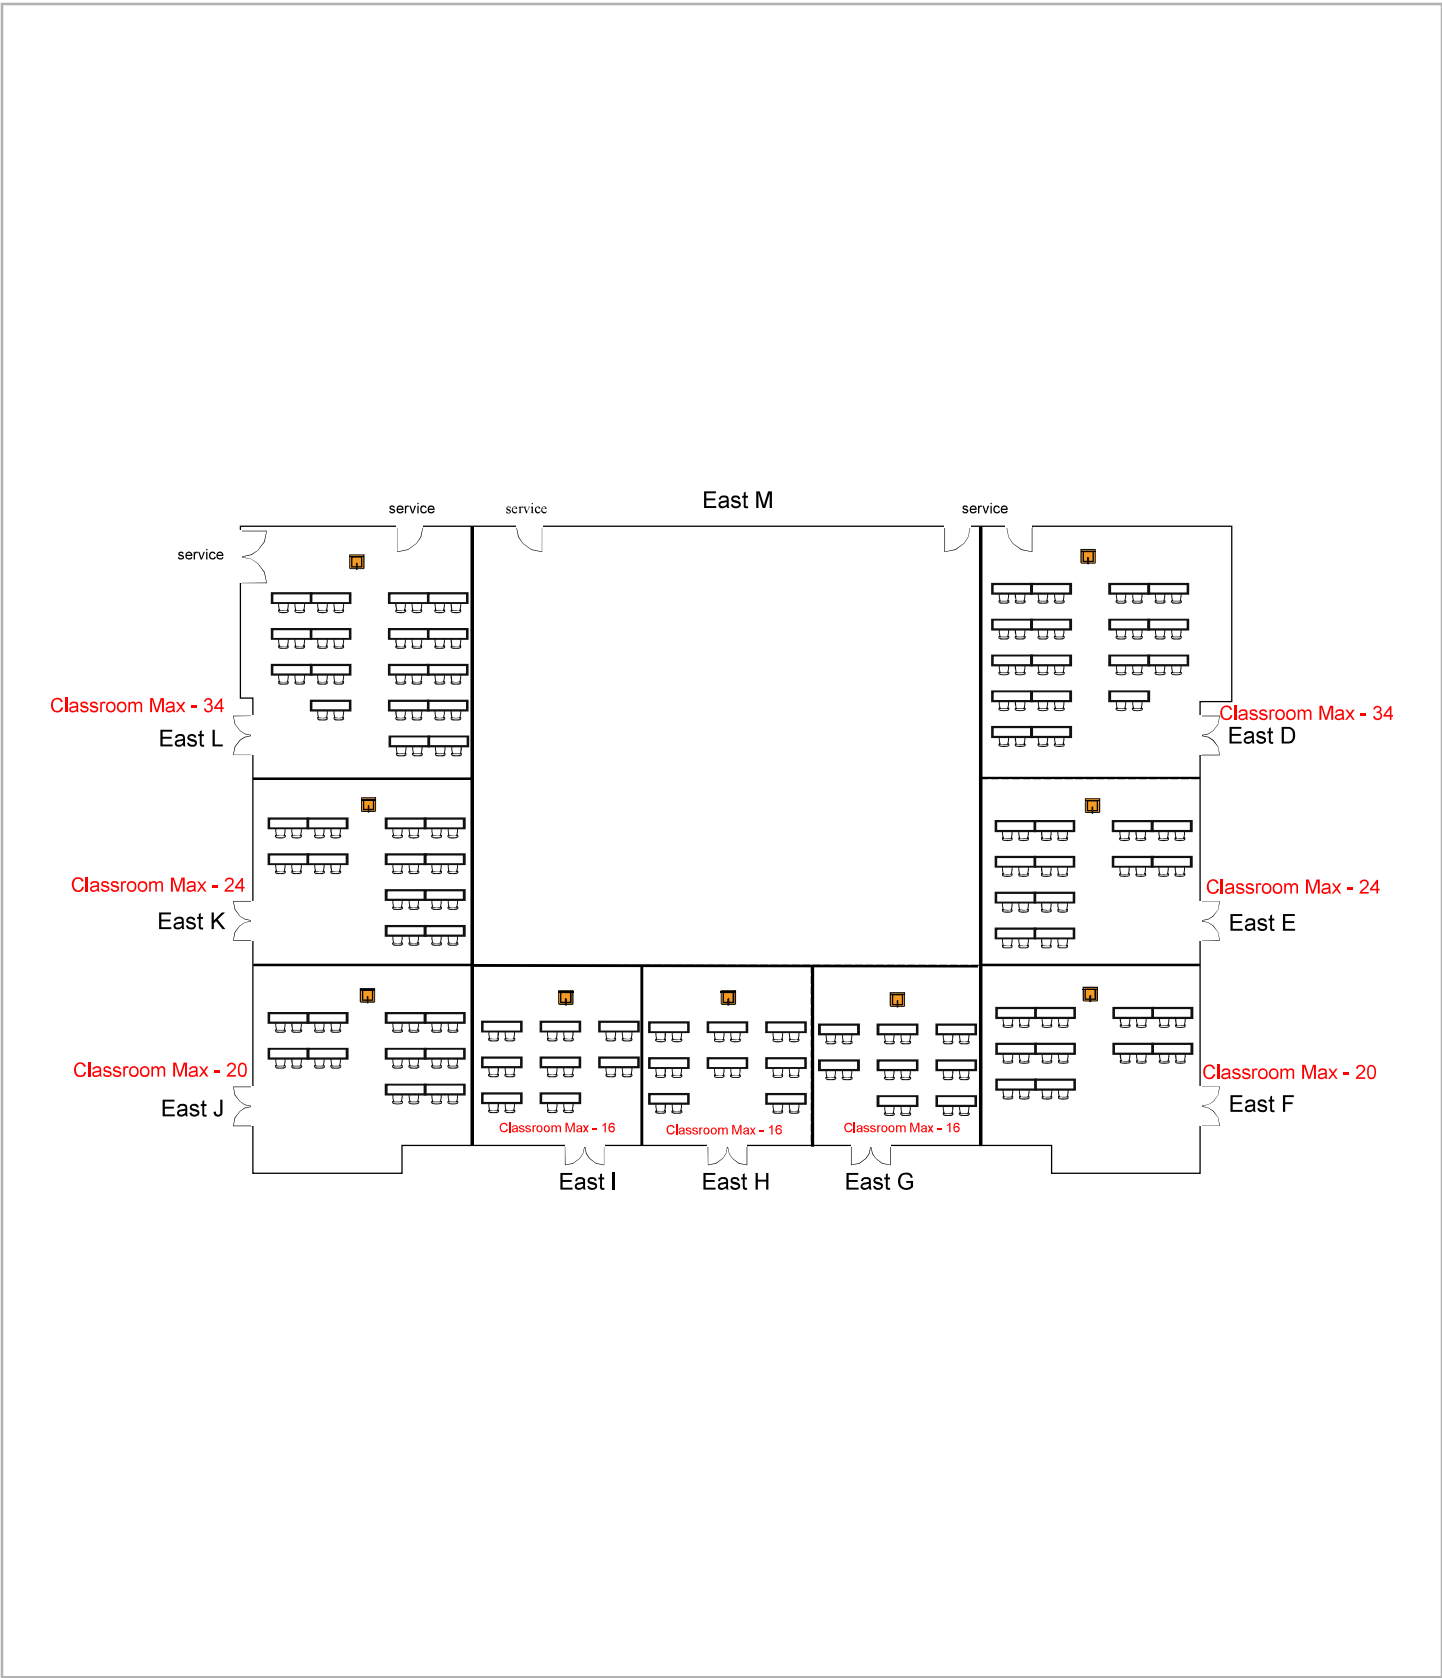 East M
service
service
service
service
Classroom Max - 34
East L
Classroom Max - 34
East D
Classroom Max - 24
East K
Classroom Max - 24
East E
Classroom Max - 20
East J
Classroom Max - 20
East F
Classroom Max - 16
Classroom Max - 16
Classroom Max - 16
East I
East H
East G